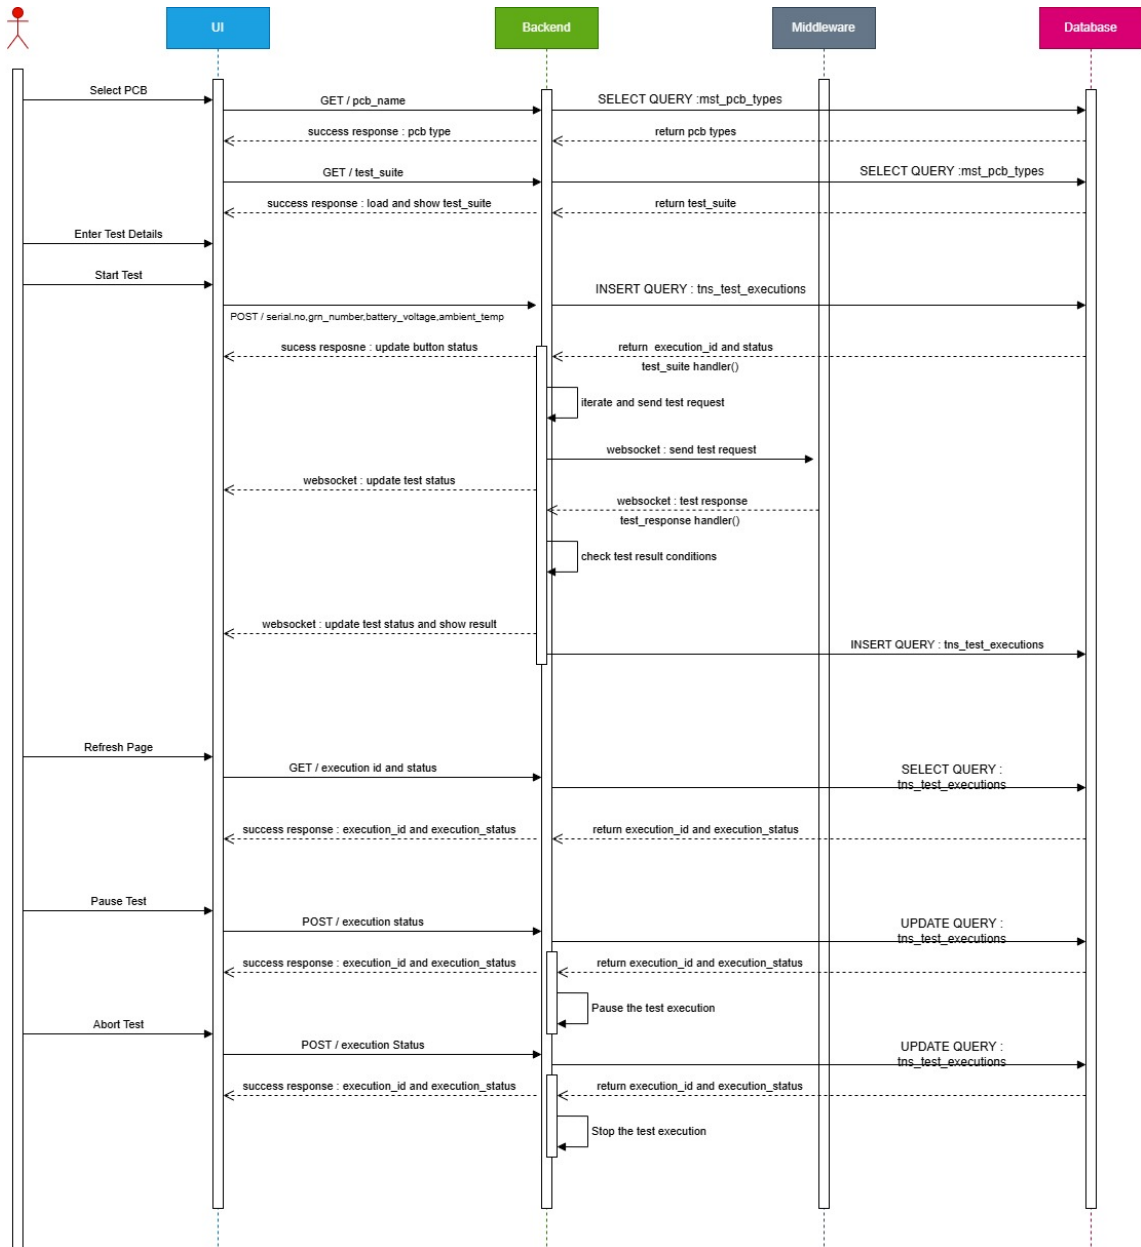 UI
Backend
Middleware
Database
Select PCB
GET / pcb_name
SELECT QUERY :mst_pcb_types
success response : pcb type
return pcb types
GET / test_suite
SELECT QUERY :mst_pcb_types
success response : load and show test_suite
return test_suite
Enter Test Details
Start Test
INSERT QUERY : tns_test_executions
POST / serial.no,grn_number,battery_voltage,ambient_temp
sucess resposne : update button status
return execution_id and status
test_suite handler()
iterate and send test request
websocket : send test request
websocket : update test status
websocket : test response
test_response handler()
check test result conditions
websocket : update test status and show result
INSERT QUERY : tns_test_executions
Refresh Page
GET / execution id and status
SELECT QUERY :
tns_test_executions
success response : execution_id and execution_status
return execution_id and execution_status
Pause Test
POST / execution status
UPDATE QUERY :
tns_test_executions
success response : execution_id and execution_status
return execution_id and execution_status
Pause the test execution
Abort Test
POST / execution Status
UPDATE QUERY :
tns_test_executions
success response : execution_id and execution_status
return execution_id and execution_status
Stop the test execution